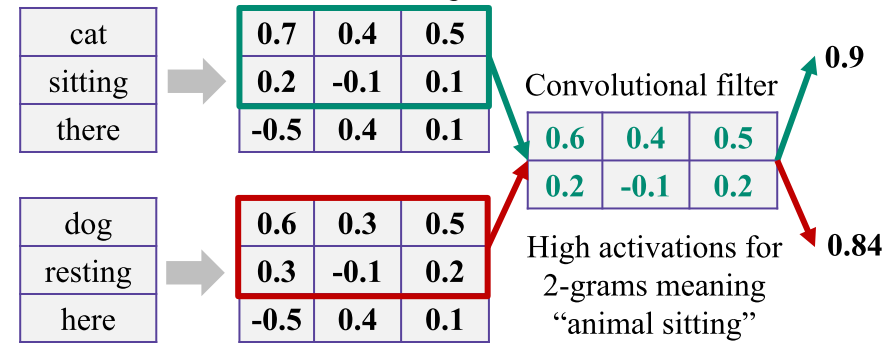 cat
sitting
there
0.7 0.4 0.5
0.2 -0.1 0.1
-0.5 0.4 0.1
dog
resting
here
0.6 0.3 0.5
0.3 -0.1 0.2
-0.5 0.4 0.1
Convolutional filter
0.6 0.4 0.5
0.2 -0.1 0.2
High activations for
2-grams meaning
“animal sitting”
0.9
0.84